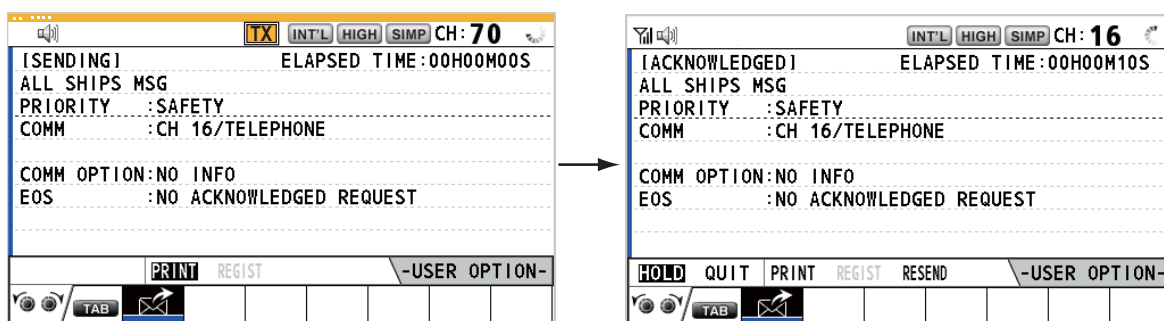 TX INT'L HIGH SIMP CH:70
[SENDING] ELAPSED TIME:00H00M00S
ALL SHIPS MSG
PRIORITY :SAFETY
COMM :CH 16/TELEPHONE
COMM OPTION:NO INFO
EOS :NO ACKNOWLEDGED REQUEST
PRINT REGIST -USER OPTION-
TAB
INT'L HIGH SIMP CH:16
[ACKNOWLEDGED] ELAPSED TIME:00H00M10S
ALL SHIPS MSG
PRIORITY :SAFETY
COMM :CH 16/TELEPHONE
COMM OPTION:NO INFO
EOS :NO ACKNOWLEDGED REQUEST
HOLD QUIT PRINT REGIST RESEND -USER OPTION-
TAB